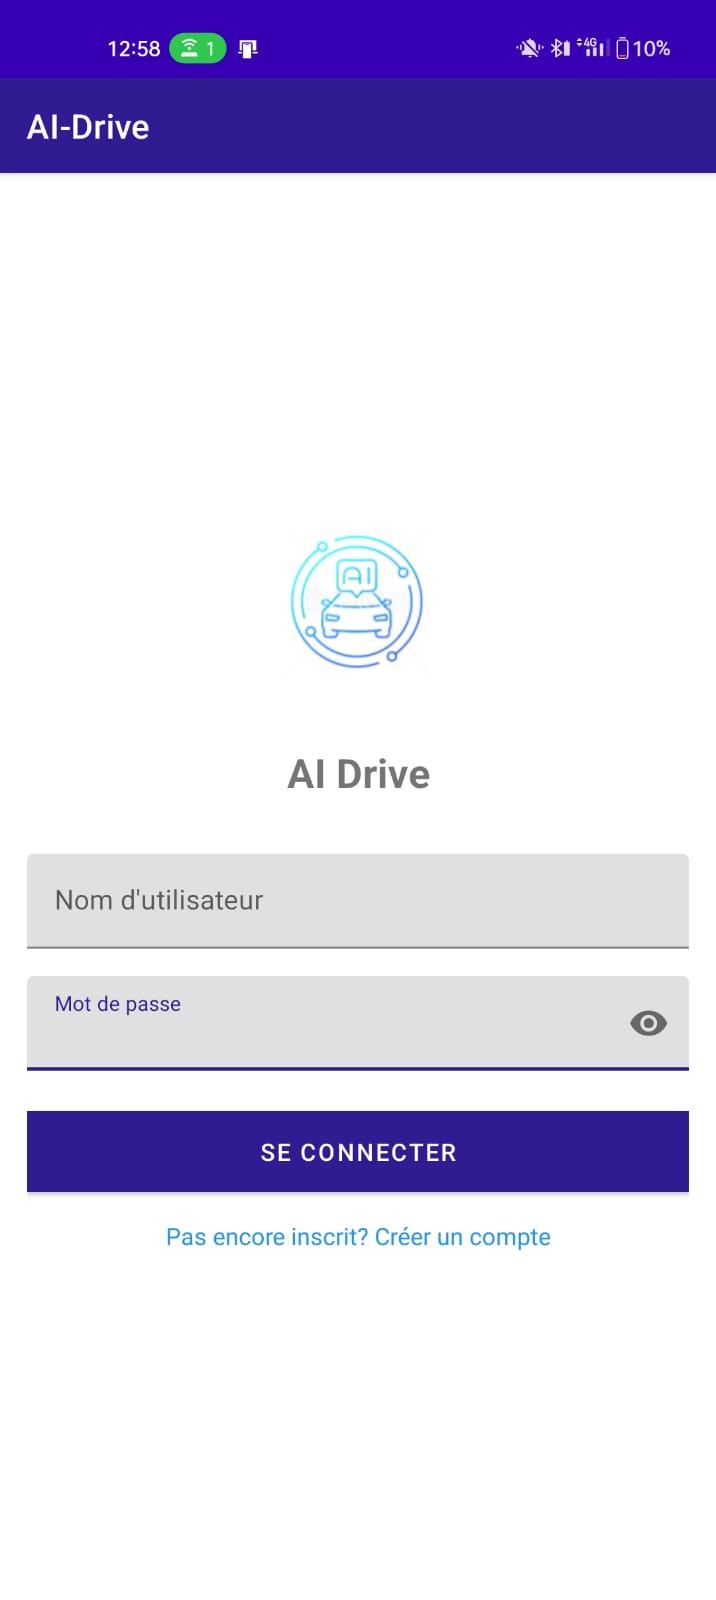 12:58 1 4G 10%
AI-Drive
AI
AI Drive
Nom d'utilisateur
Mot de passe
SE CONNECTER
Pas encore inscrit? Créer un compte